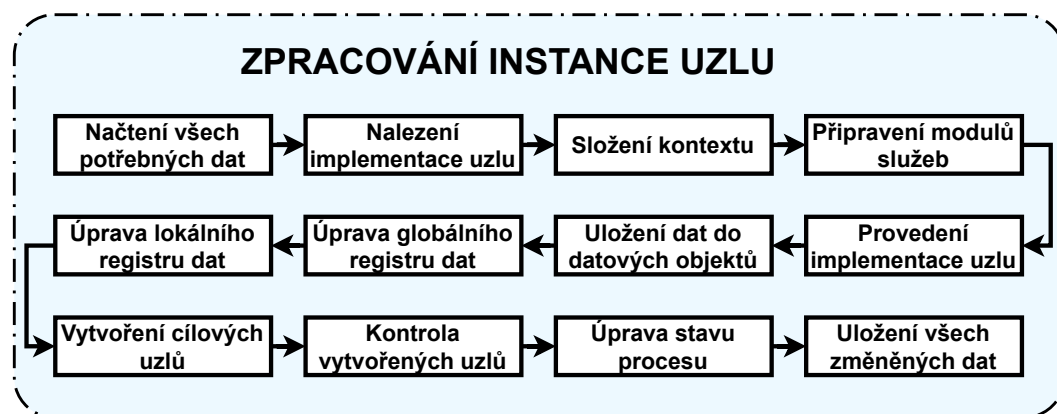 ZPRACOVÁNÍ INSTANCE UZLU
Načtení všech
potřebných dat
Nalezení
implementace uzlu
Složení kontextu
Připravení modulů
služeb
Provedení
implementace uzlu
Uložení dat do
datových objektů
Úprava globálního
registru dat
Úprava lokálního
registru dat
Vytvoření cílových
uzlů
Kontrola
vytvořených uzlů
Úprava stavu
procesu
Uložení všech
změněných dat